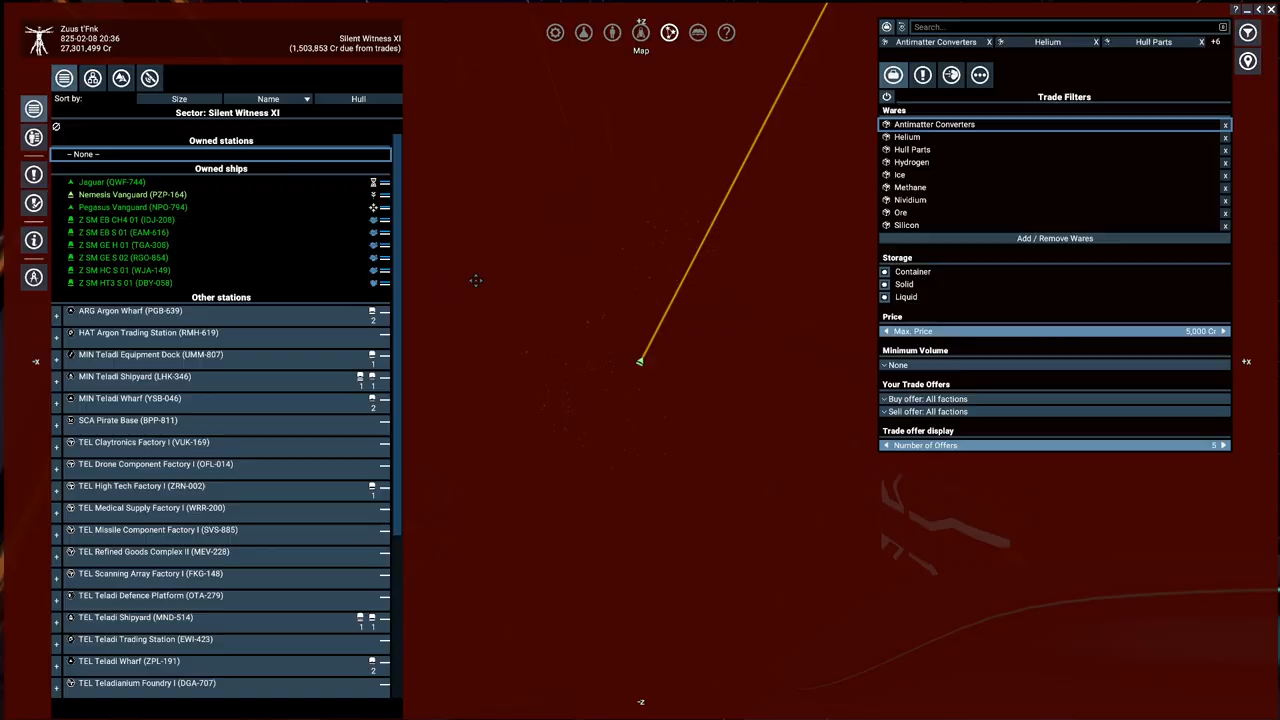 Zuus t'Fnk
825-02-08 20:36
27,301,499 Cr
Silent Witness XI
(1,503,853 Cr due from trades)
Sort by:
Size
Name
Hull
Sector: Silent Witness XI
Owned stations
-- None --
Owned ships
Jaguar (QWF-744)
Nemesis Vanguard (PZP-164)
Pegasus Vanguard (NPO-794)
Z SM EB CH4 01 (IDJ-208)
Z SM EB S 01 (EAM-616)
Z SM GE H 01 (TGA-308)
Z SM GE S 02 (RGO-854)
Z SM HC S 01 (WJA-149)
Z SM HT3 S 01 (DBY-058)
Other stations
+ ARG Argon Wharf (PGB-639) 2
+ HAT Argon Trading Station (RMH-619)
+ MIN Teladi Equipment Dock (UMM-807) 1
+ MIN Teladi Shipyard (LHK-346) 1 1
+ MIN Teladi Wharf (YSB-046) 2
+ SCA Pirate Base (BPP-811)
+ TEL Claytronics Factory I (VUK-169)
+ TEL Drone Component Factory I (OFL-014)
+ TEL High Tech Factory I (ZRN-002) 1
+ TEL Medical Supply Factory I (WRR-200)
+ TEL Missile Component Factory I (SVS-885)
+ TEL Refined Goods Complex II (MEV-228)
+ TEL Scanning Array Factory I (FKG-148)
+ TEL Teladi Defence Platform (OTA-279)
+ TEL Teladi Shipyard (MND-514) 1 1
+ TEL Teladi Trading Station (EWI-423)
+ TEL Teladi Wharf (ZPL-191) 2
+ TEL Teladianium Foundry I (DGA-707)
+z
Map
?
-x
+x
-z
Search...
Antimatter Converters x
Helium x
Hull Parts x
+6
Trade Filters
Wares
Antimatter Converters x
Helium x
Hull Parts x
Hydrogen x
Ice x
Methane x
Nividium x
Ore x
Silicon x
Add / Remove Wares
Storage
Container
Solid
Liquid
Price
Max. Price 5,000 Cr
Minimum Volume
None
Your Trade Offers
Buy offer: All factions
Sell offer: All factions
Trade offer display
Number of Offers 5